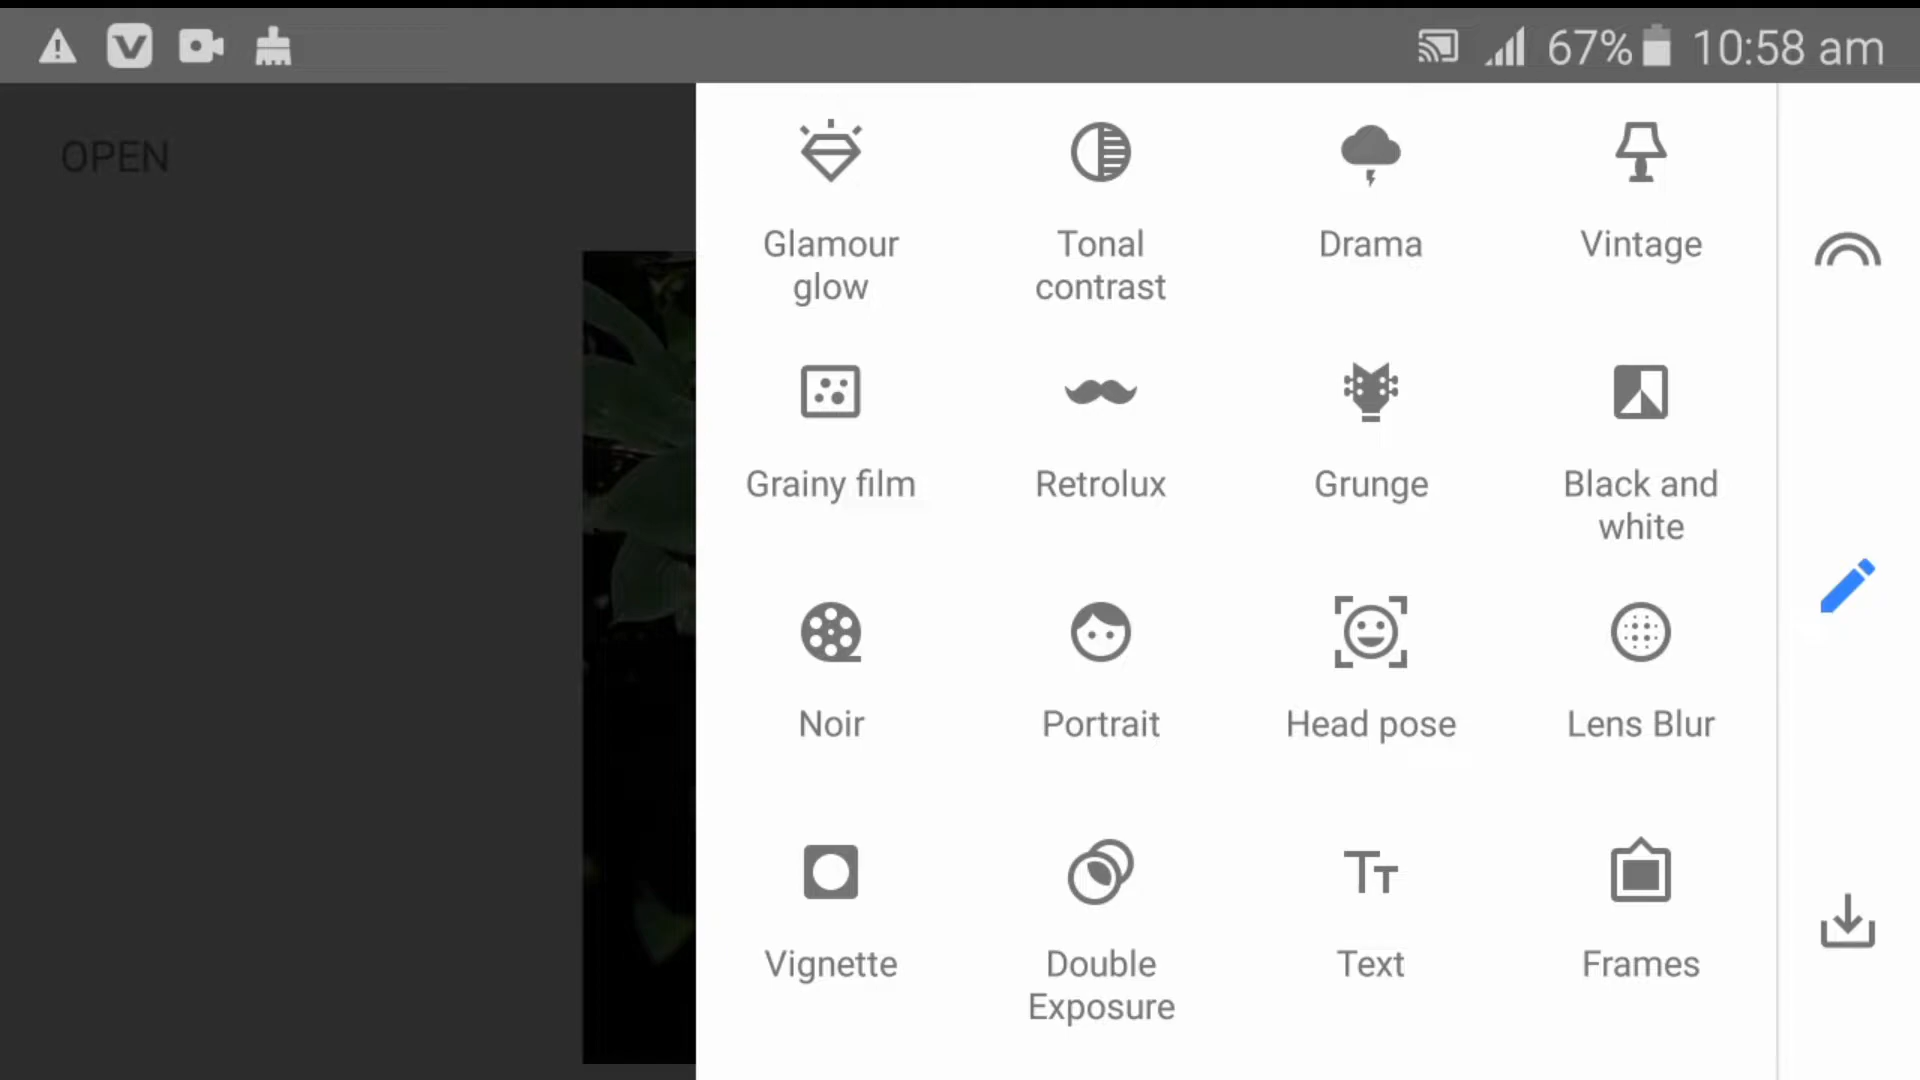 67% 10:58 am
OPEN
Glamour
glow
Tonal
contrast
Drama
Vintage
Grainy film
Retrolux
Grunge
Black and
white
Noir
Portrait
Head pose
Lens Blur
Vignette
Double
Exposure
Text
Frames